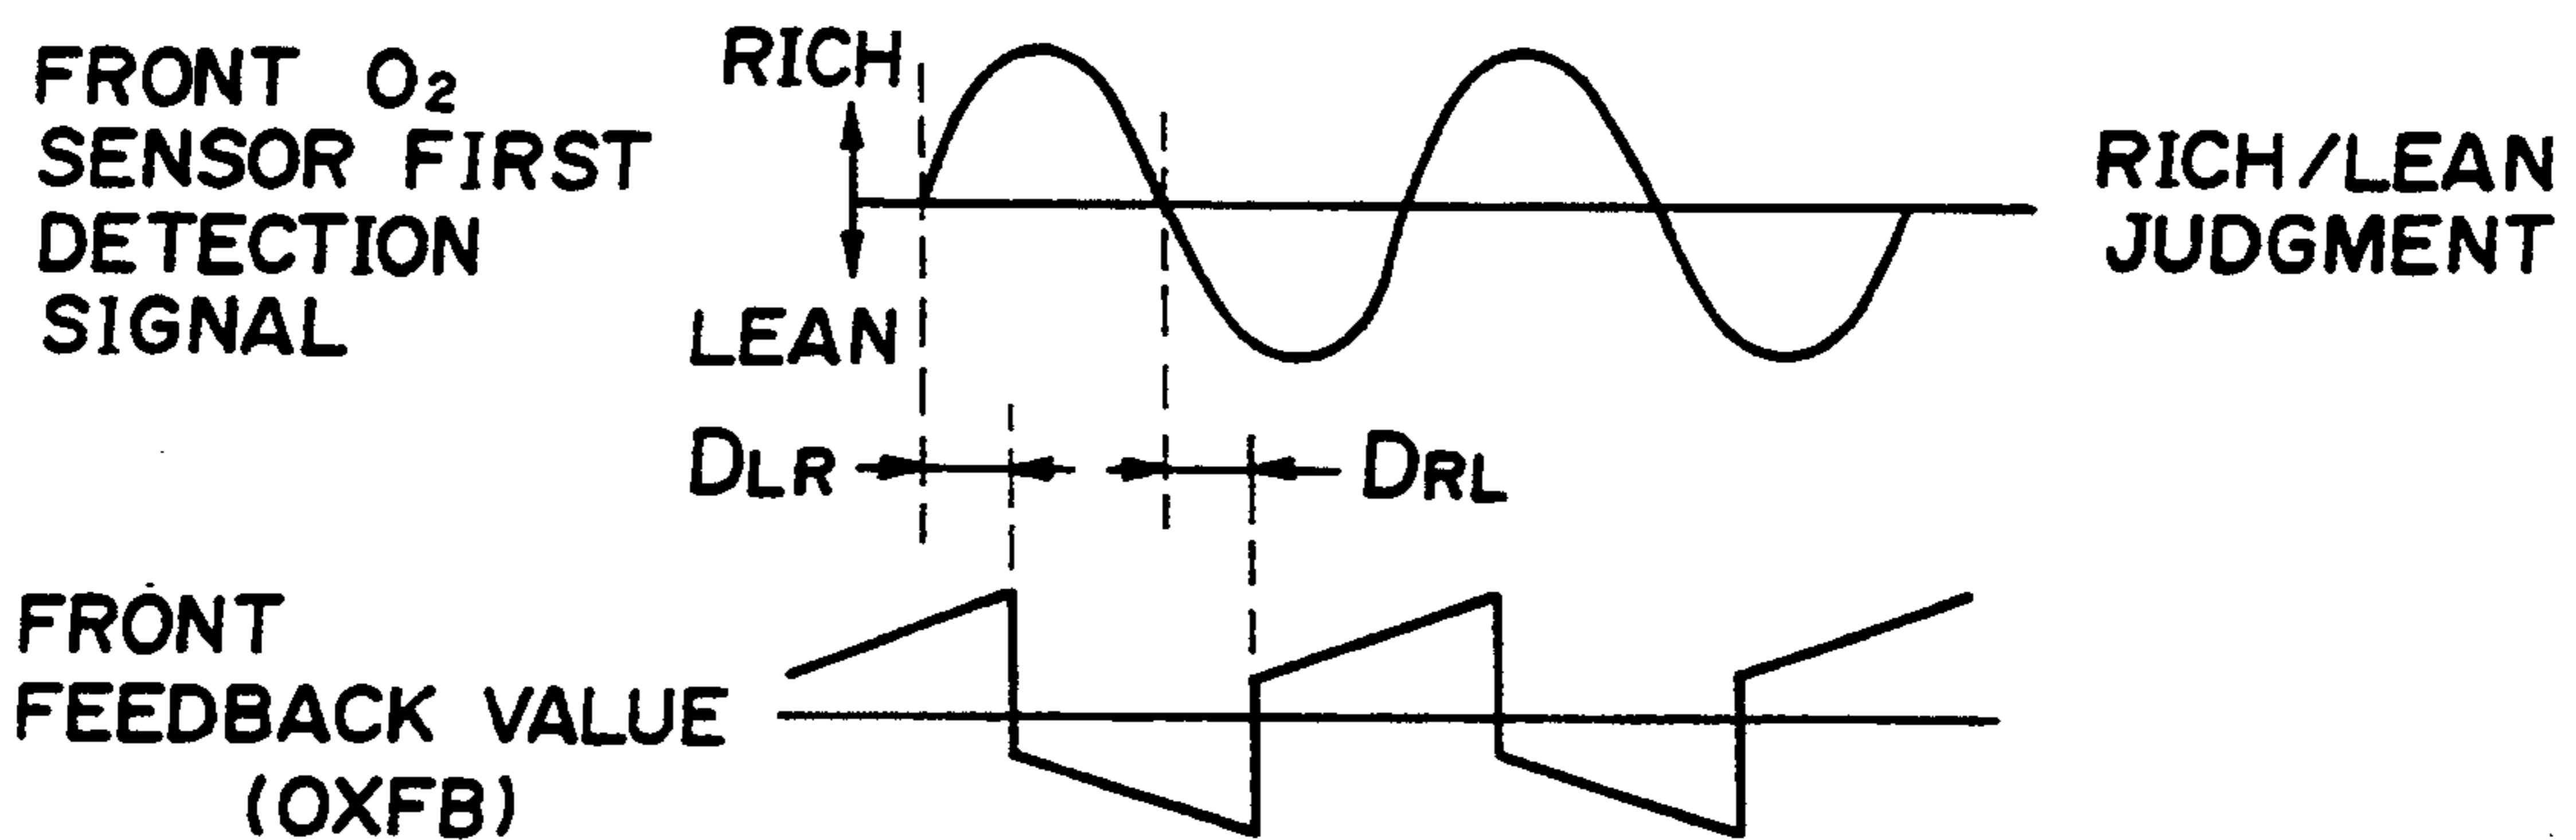 FRONT O₂
SENSOR FIRST
DETECTION
SIGNAL
RICH
LEAN
RICH/LEAN
JUDGMENT
DLR
DRL
FRONT
FEEDBACK VALUE
(OXFB)